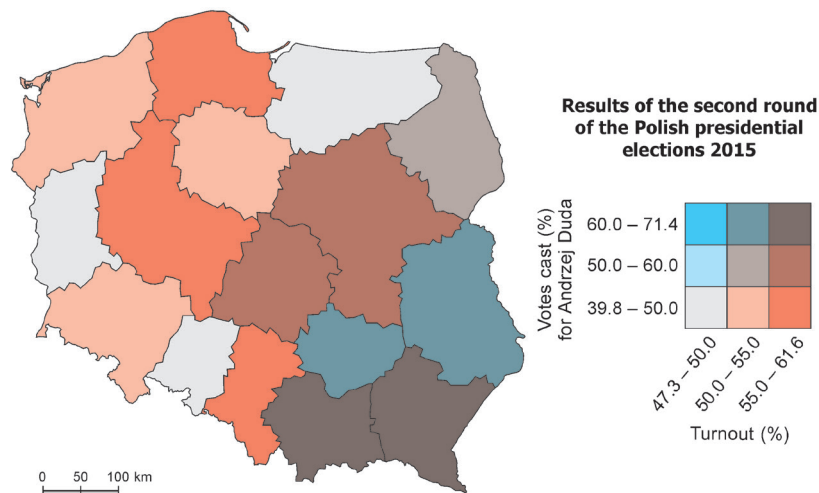 Results of the second round
of the Polish presidential
elections 2015
Votes cast (%)
for Andrzej Duda
60.0 – 71.4
50.0 – 60.0
39.8 – 50.0
47.3 – 50.0
50.0 – 55.0
55.0 – 61.6
Turnout (%)
0 50 100 km